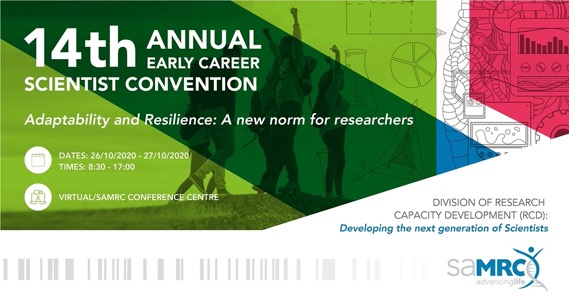 14th ANNUAL
EARLY CAREER
SCIENTIST CONVENTION
Adaptability and Resilience: A new norm for researchers
DATES: 26/10/2020 - 27/10/2020
TIMES: 8:30 - 17:00
VIRTUAL/SAMRC CONFERENCE CENTRE
DIVISION OF RESEARCH
CAPACITY DEVELOPMENT (RCD):
Developing the next generation of Scientists
saMRC
advancinglife